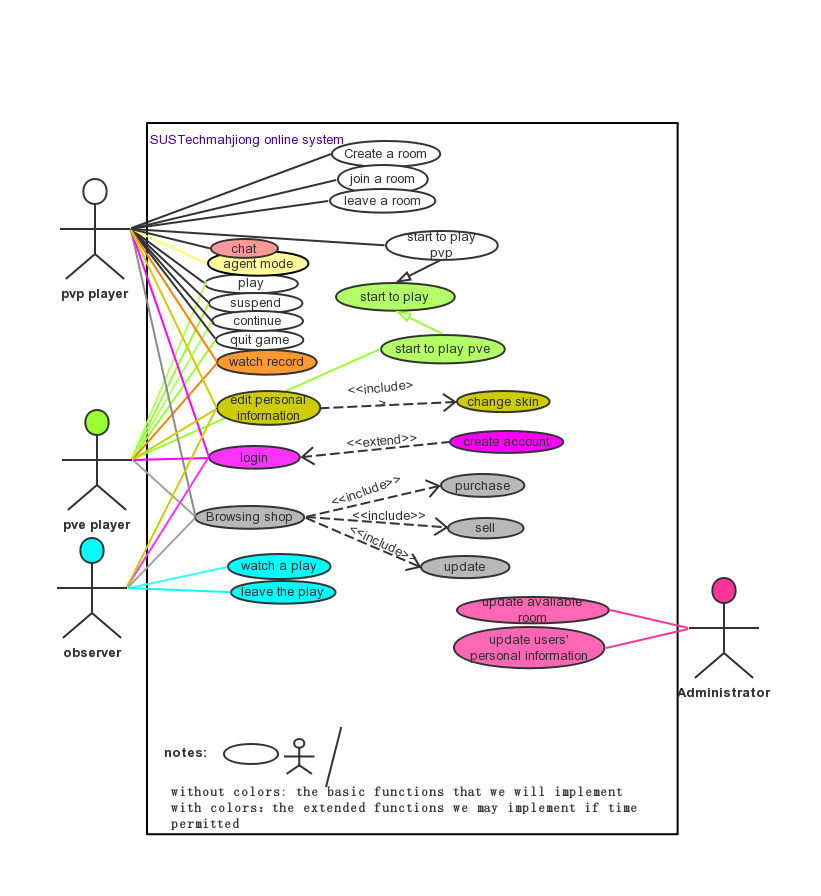 SUSTechmahjiong online system
Create a room
join a room
leave a room
start to play
pvp
chat
agent mode
play
suspend
continue
quit game
watch record
pvp player
start to play
start to play pve
edit personal
information
<<include>
>
change skin
login
<<extend>>
create account
pve player
Browsing shop
<<include>>
<<include>>
<<include>>
purchase
sell
update
watch a play
leave the play
observer
update available
room
update users'
personal information
Administrator
notes:
without colors: the basic functions that we will implement
with colors: the extended functions we may implement if time
permitted